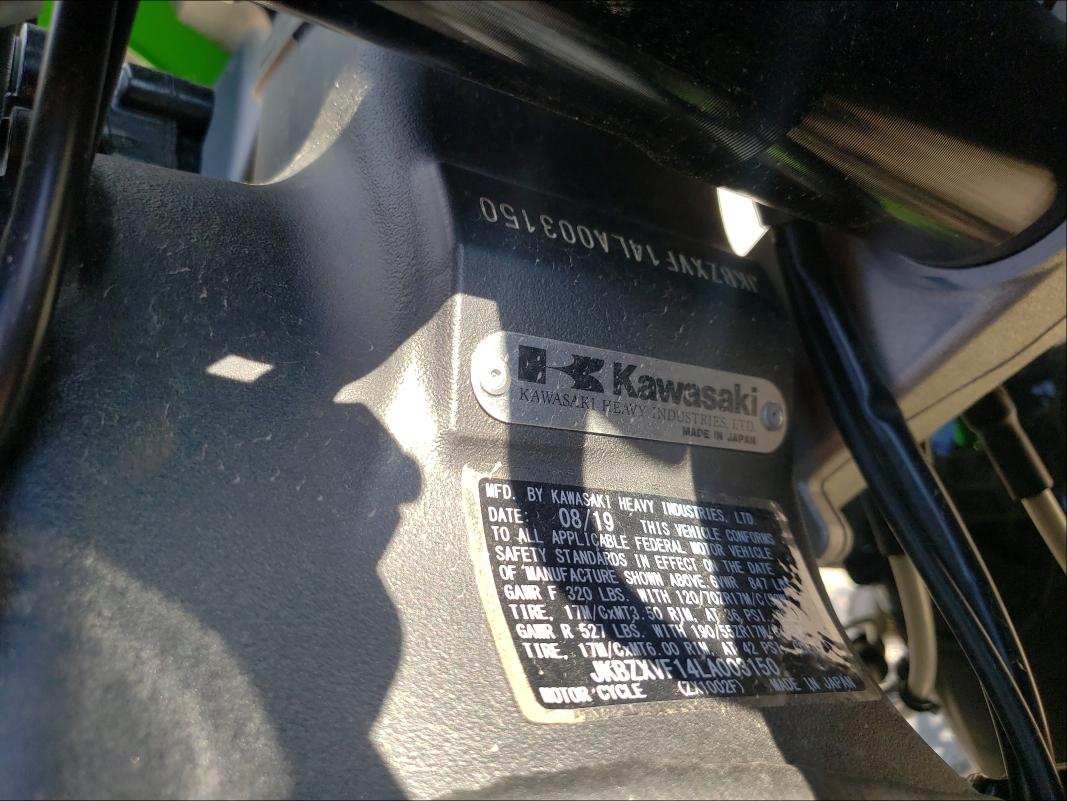 JKBZXVF14LA003150
Kawasaki
KAWASAKI HEAVY INDUSTRIES, LTD.
MADE IN JAPAN
MFD. BY KAWASAKI HEAVY INDUSTRIES, LTD.
DATE: 08/19 THIS VEHICLE CONFORMS
TO ALL APPLICABLE FEDERAL MOTOR VEHICLE
SAFETY STANDARDS IN EFFECT ON THE DATE
OF MANUFACTURE SHOWN ABOVE. GVWR 847 LBS
GAWR F 320 LBS. WITH 120/70ZR17M/C
TIRE, 17M/CxMT3.50 RIM, AT 36 PSI.
GAWR R 527 LBS. WITH 190/55ZR17M/C
TIRE, 17M/CxMT6.00 RIM, AT 42 PSI
JKBZXVF14LA003150
MOTOR CYCLE (ZX1002F) MADE IN JAPAN